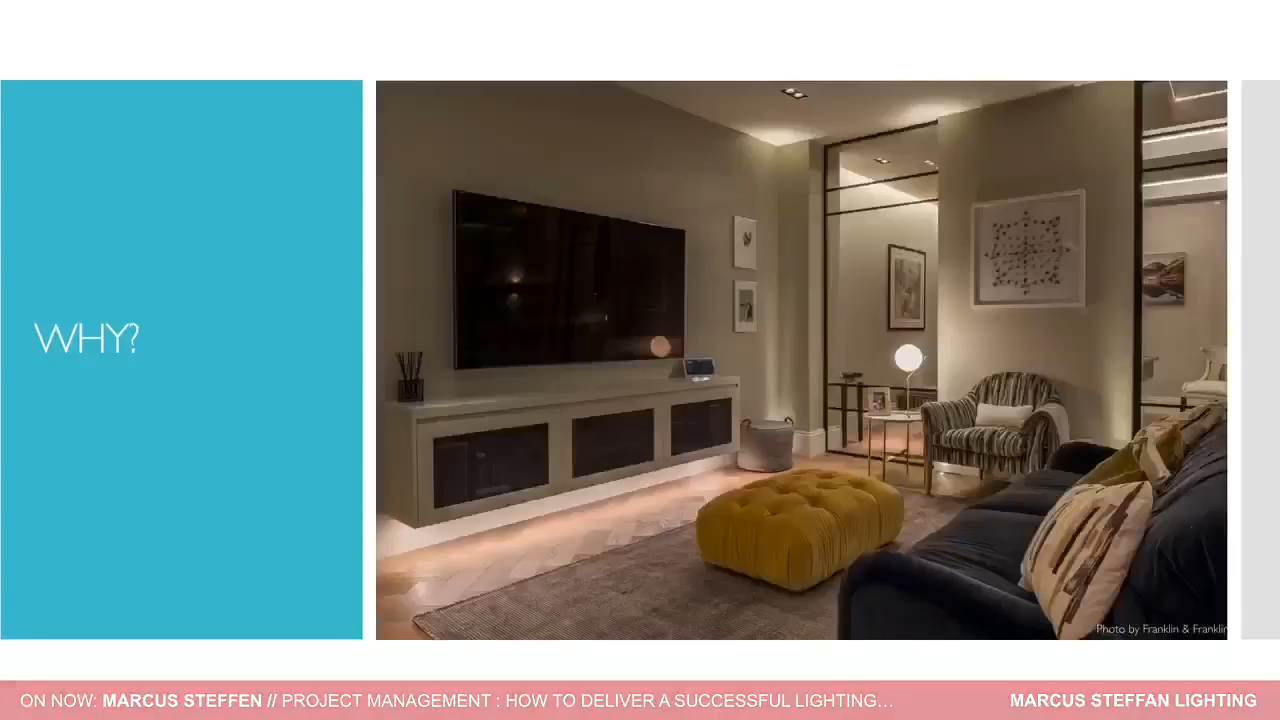 WHY?
Photo by Franklin & Franklin
ON NOW: MARCUS STEFFEN // PROJECT MANAGEMENT : HOW TO DELIVER A SUCCESSFUL LIGHTING…
MARCUS STEFFAN LIGHTING